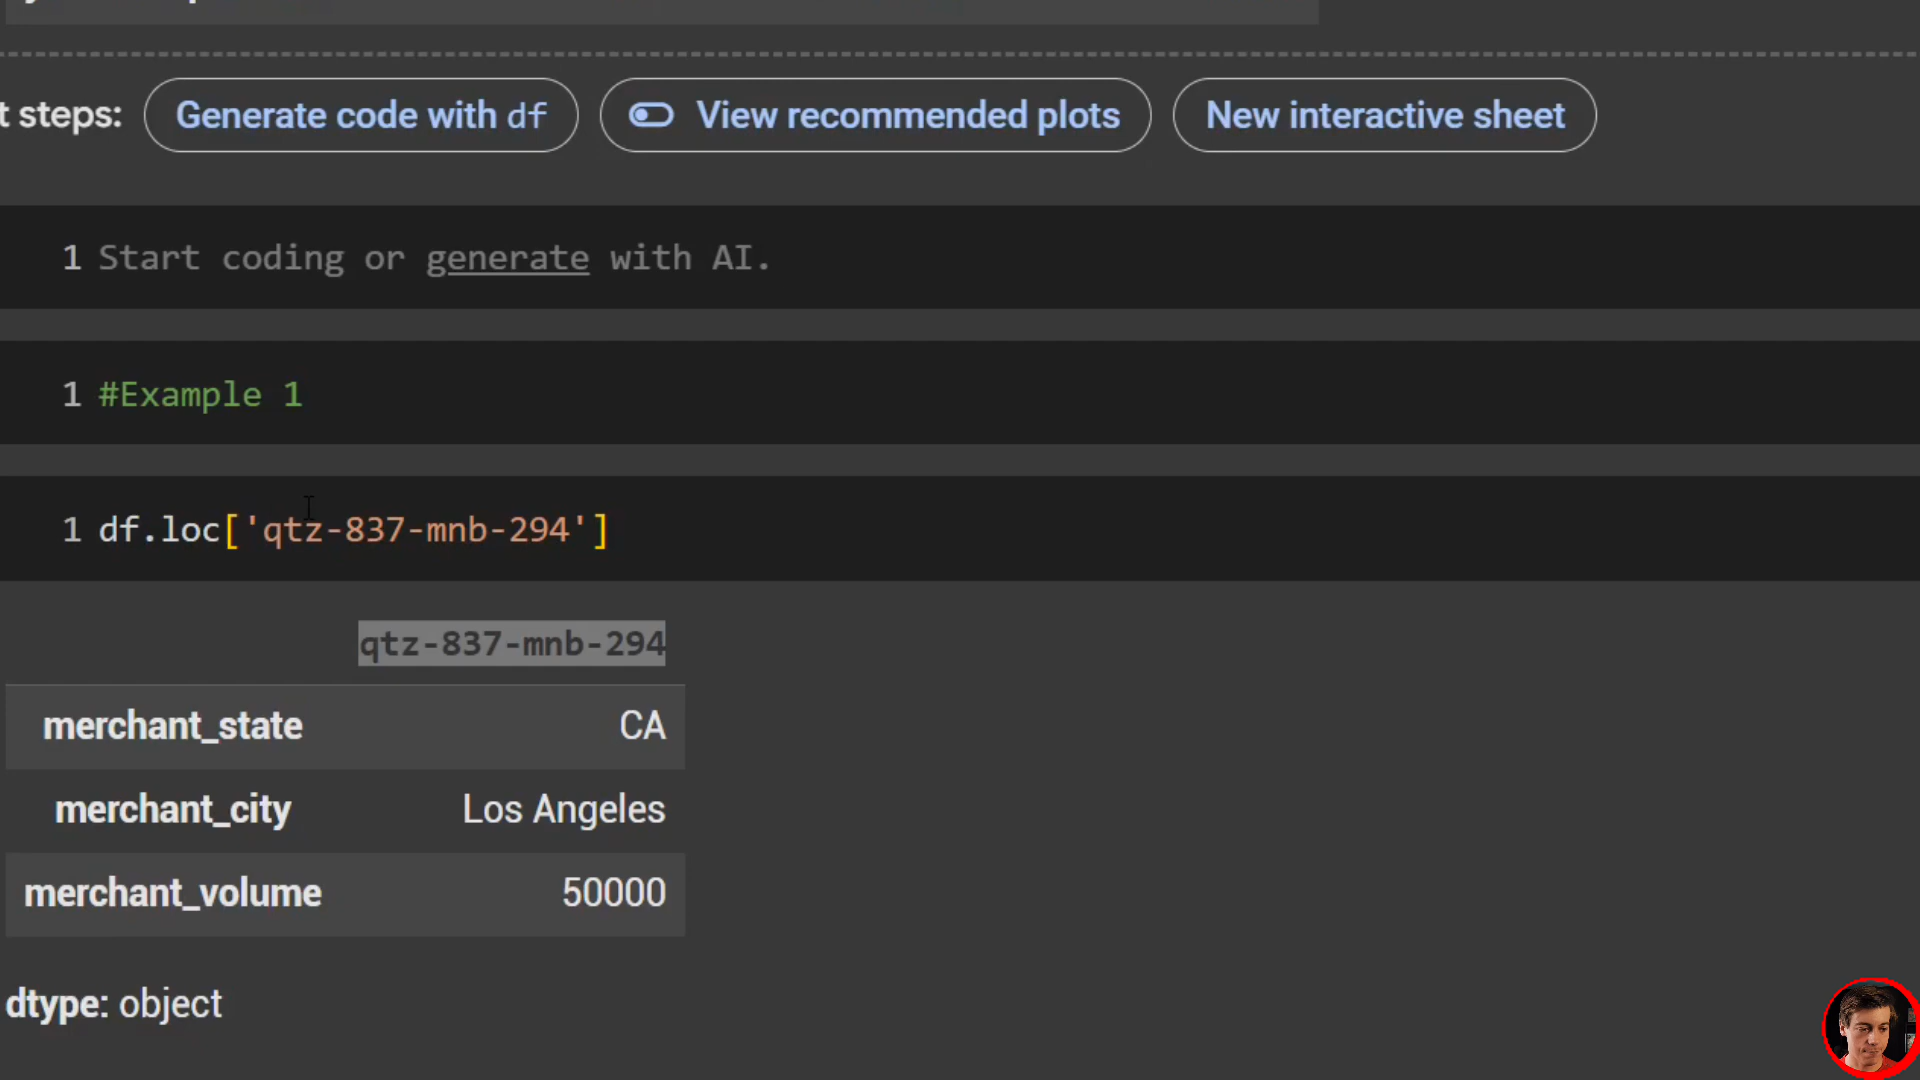 t steps: Generate code with df View recommended plots New interactive sheet
1 Start coding or generate with AI.
1 #Example 1
1 df.loc['qtz-837-mnb-294']
qtz-837-mnb-294
merchant_state CA
merchant_city Los Angeles
merchant_volume 50000
dtype: object